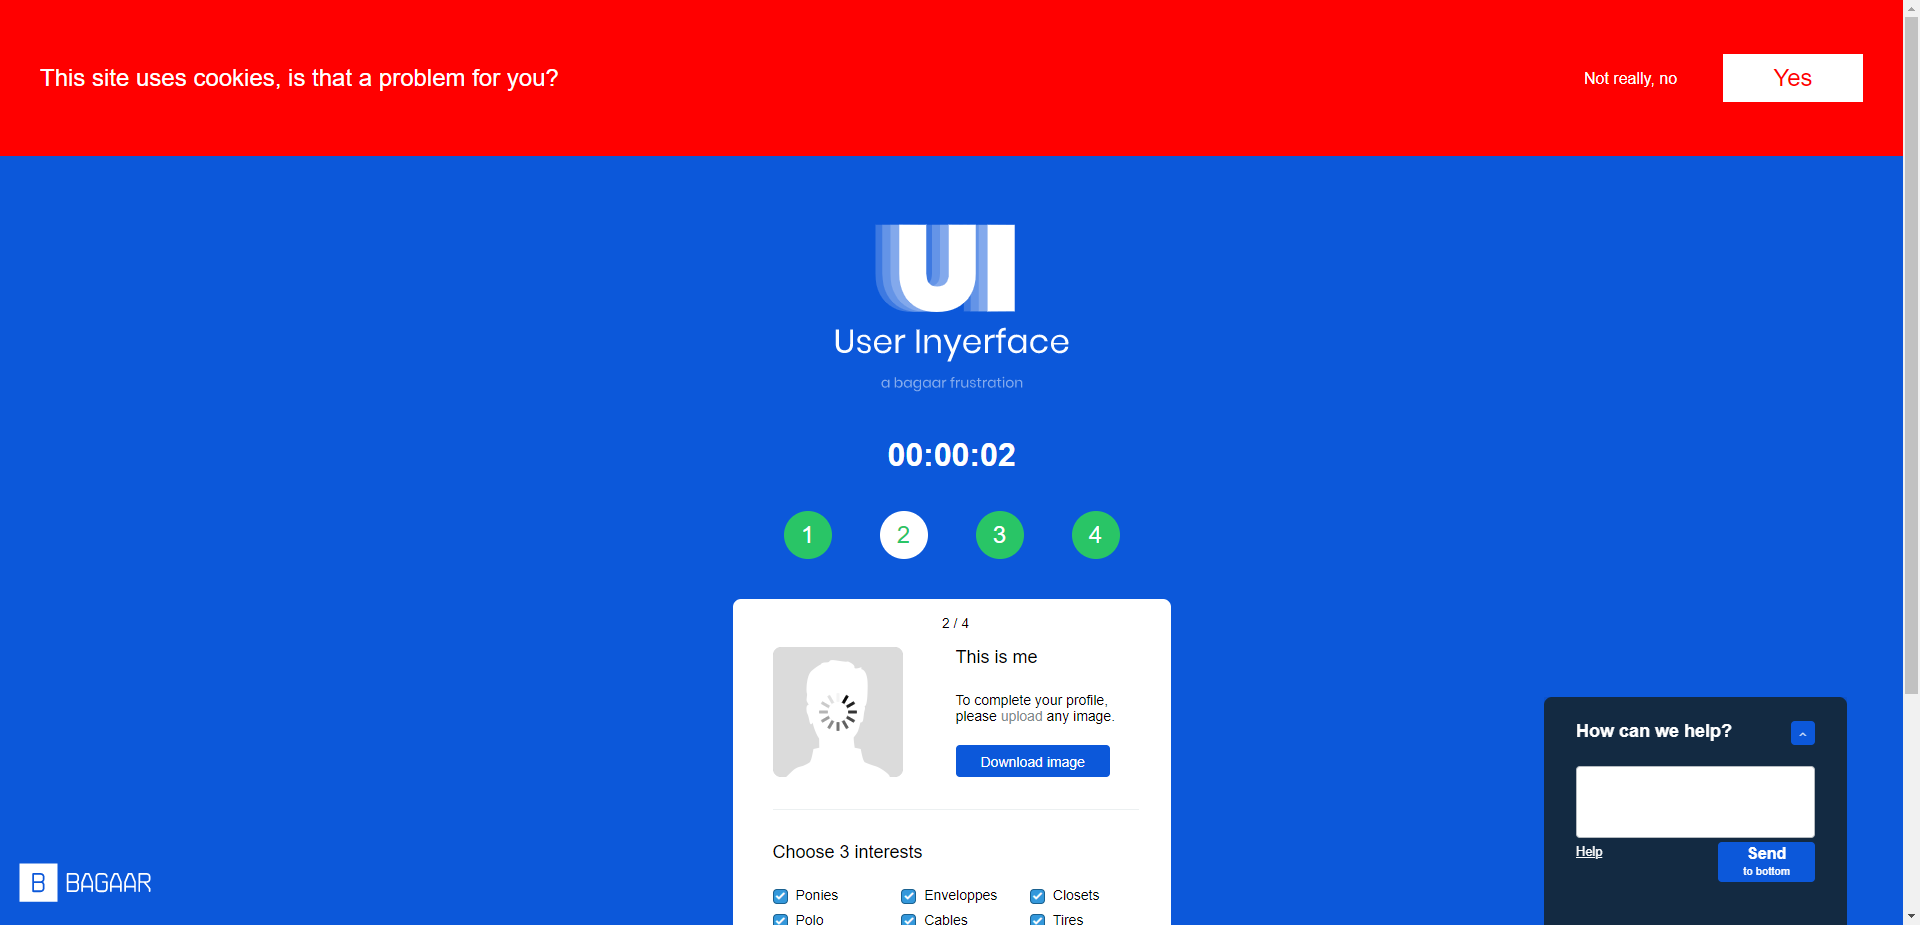 This site uses cookies, is that a problem for you?
Not really, no
Yes
UI
User Inyerface
a bagaar frustration
00:00:02
1
2
3
4
2 / 4
This is me
To complete your profile,
please upload any image.
Download image
Choose 3 interests
Ponies
Enveloppes
Closets
Polo
Cables
Tires
How can we help?
Help
Send
to bottom
B BAGAAR